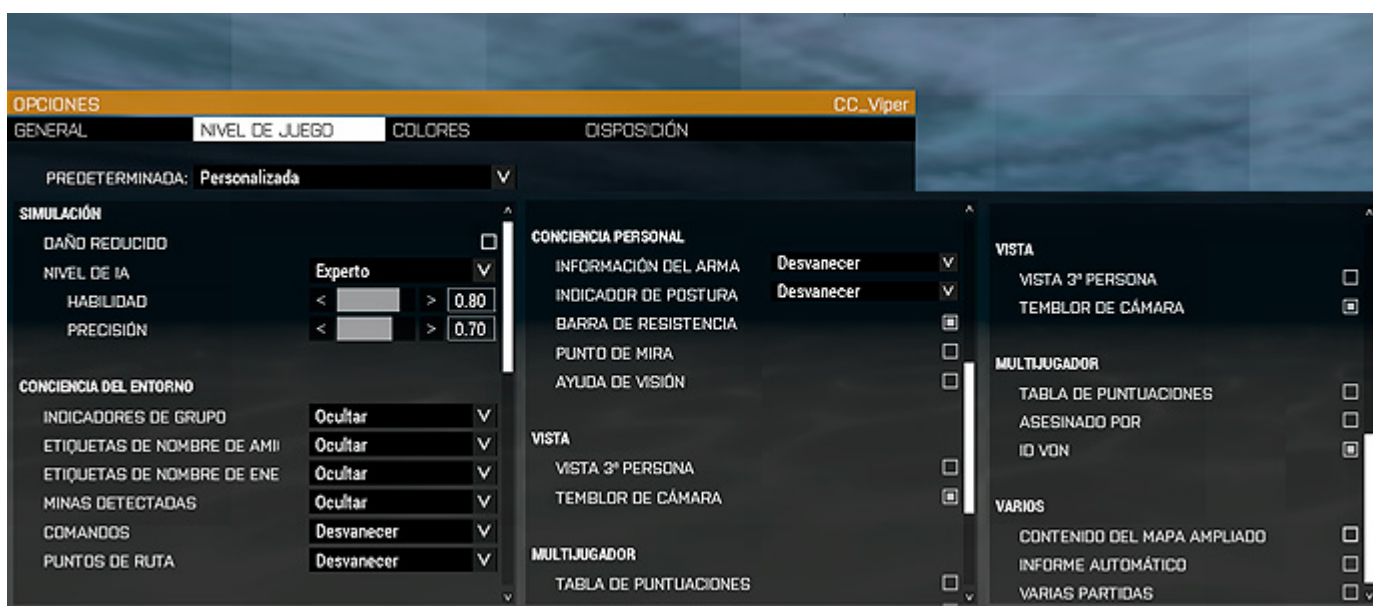 OPCIONES CC_Viper
GENERAL NIVEL DE JUEGO COLORES DISPOSICIÓN
PREDETERMINADA: Personalizada
SIMULACIÓN
DAÑO REDUCIDO
NIVEL DE IA Experto
HABILIDAD < > 0.80
PRECISIÓN < > 0.70
CONCIENCIA DEL ENTORNO
INDICADORES DE GRUPO Ocultar
ETIQUETAS DE NOMBRE DE AMI Ocultar
ETIQUETAS DE NOMBRE DE ENE Ocultar
MINAS DETECTADAS Ocultar
COMANDOS Desvanecer
PUNTOS DE RUTA Desvanecer
CONCIENCIA PERSONAL
INFORMACIÓN DEL ARMA Desvanecer
INDICADOR DE POSTURA Desvanecer
BARRA DE RESISTENCIA
PUNTO DE MIRA
AYUDA DE VISIÓN
VISTA
VISTA 3ª PERSONA
TEMBLOR DE CÁMARA
MULTIJUGADOR
TABLA DE PUNTUACIONES
VISTA
VISTA 3ª PERSONA
TEMBLOR DE CÁMARA
MULTIJUGADOR
TABLA DE PUNTUACIONES
ASESINADO POR
ID VON
VARIOS
CONTENIDO DEL MAPA AMPLIADO
INFORME AUTOMÁTICO
VARIAS PARTIDAS